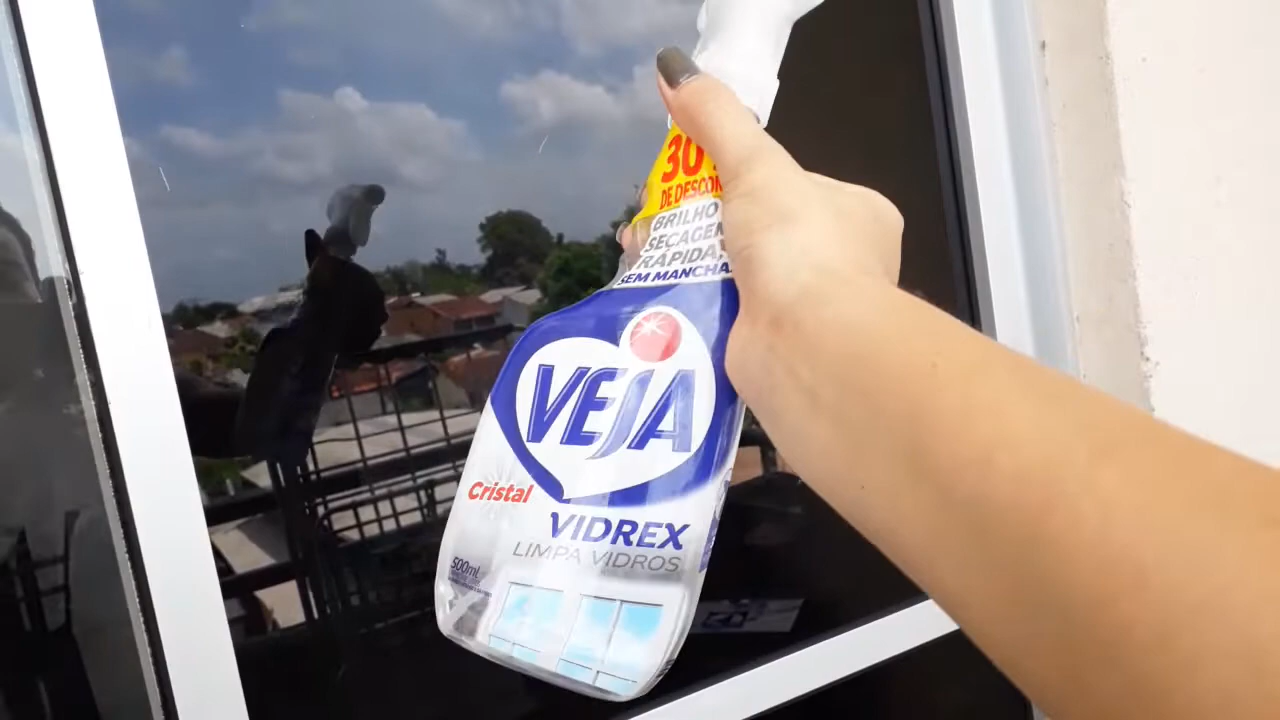 30
DE DESCON
BRILHO
SECAGEM
RÁPIDA,
SEM MANCHA
VEJA
Cristal
VIDREX
LIMPA VIDROS
500ml